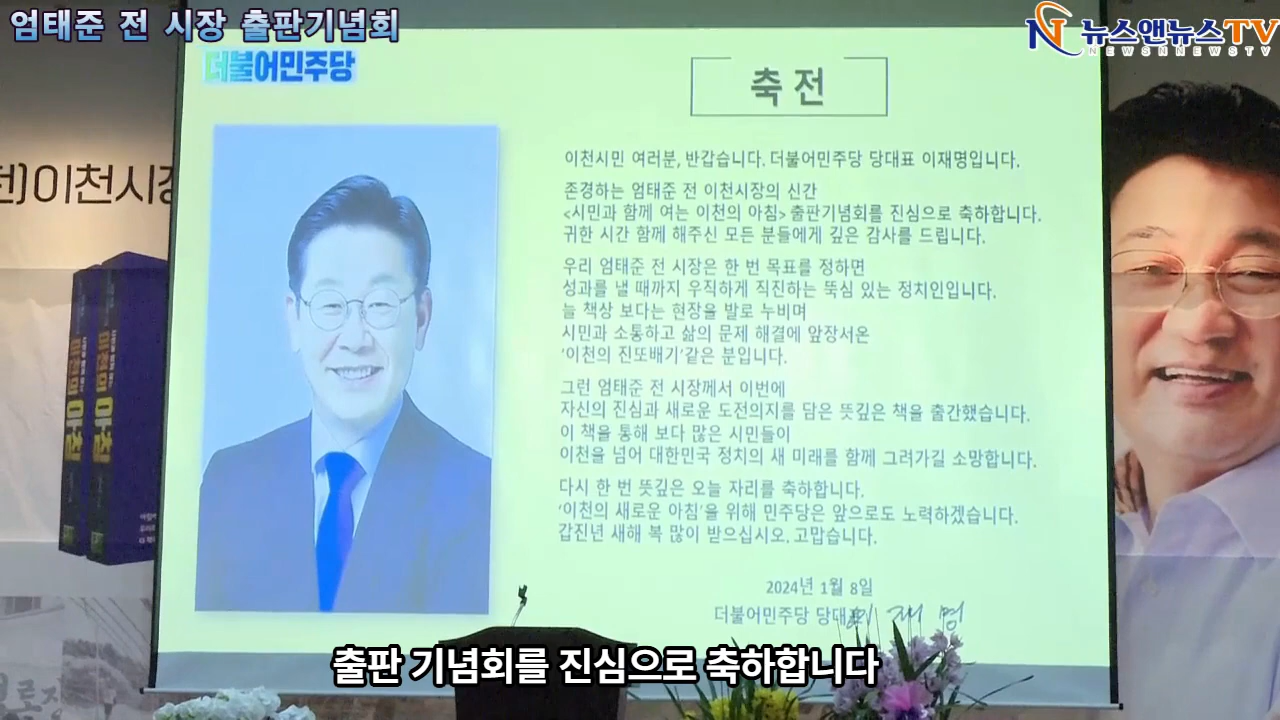 엄태준 전 시장 출판기념회
뉴스앤뉴스TV
NEWSNNEWSTV
더불어민주당
축전
전)이천시장
이천시민 여러분, 반갑습니다. 더불어민주당 당대표 이재명입니다.
존경하는 엄태준 전 이천시장의 신간
<시민과 함께 여는 이천의 아침> 출판기념회를 진심으로 축하합니다.
귀한 시간 함께 해주신 모든 분들에게 깊은 감사를 드립니다.
우리 엄태준 전 시장은 한 번 목표를 정하면
성과를 낼 때까지 우직하게 직진하는 뚝심 있는 정치인입니다.
늘 책상 보다는 현장을 발로 누비며
시민과 소통하고 삶의 문제 해결에 앞장서온
'이천의 진또배기'같은 분입니다.
그런 엄태준 전 시장께서 이번에
자신의 진심과 새로운 도전의지를 담은 뜻깊은 책을 출간했습니다.
이 책을 통해 보다 많은 시민들이
이천을 넘어 대한민국 정치의 새 미래를 함께 그러가길 소망합니다.
다시 한 번 뜻깊은 오늘 자리를 축하합니다.
'이천의 새로운 아침'을 위해 민주당은 앞으로도 노력하겠습니다.
갑진년 새해 복 많이 받으십시오. 고맙습니다.
2024년 1월 8일
더불어민주당 당대표 이재명
이천의 아침
이천의 아침
출판 기념회를 진심으로 축하합니다